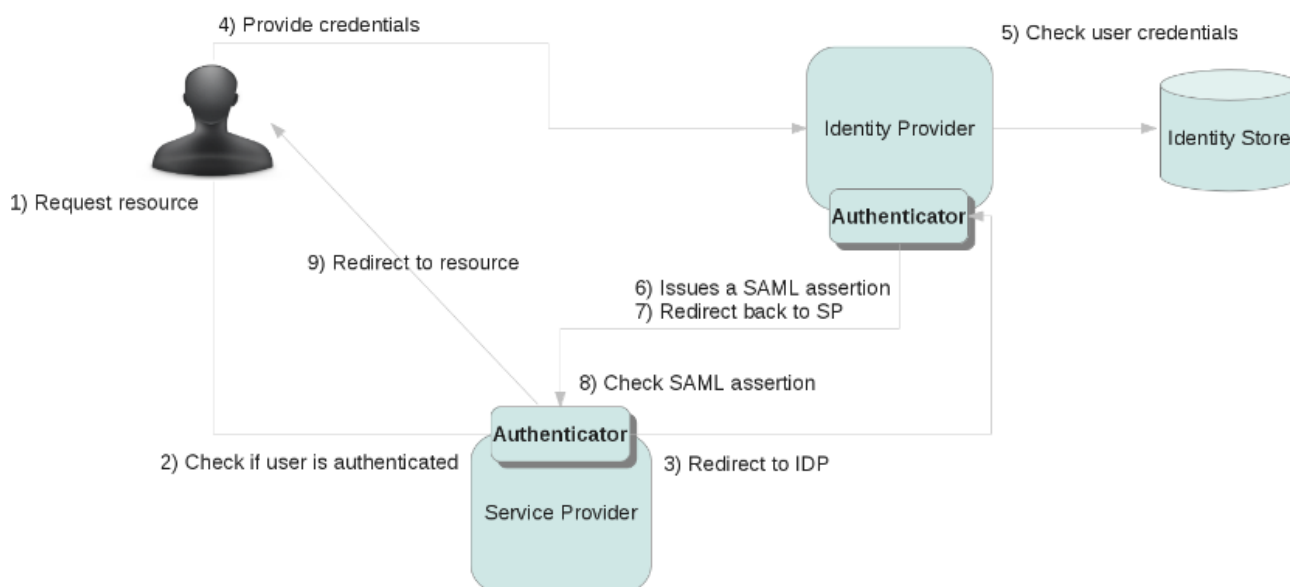 4) Provide credentials
5) Check user credentials
Identity Provider
Identity Store
Authenticator
1) Request resource
9) Redirect to resource
6) Issues a SAML assertion
7) Redirect back to SP
8) Check SAML assertion
Authenticator
2) Check if user is authenticated
3) Redirect to IDP
Service Provider